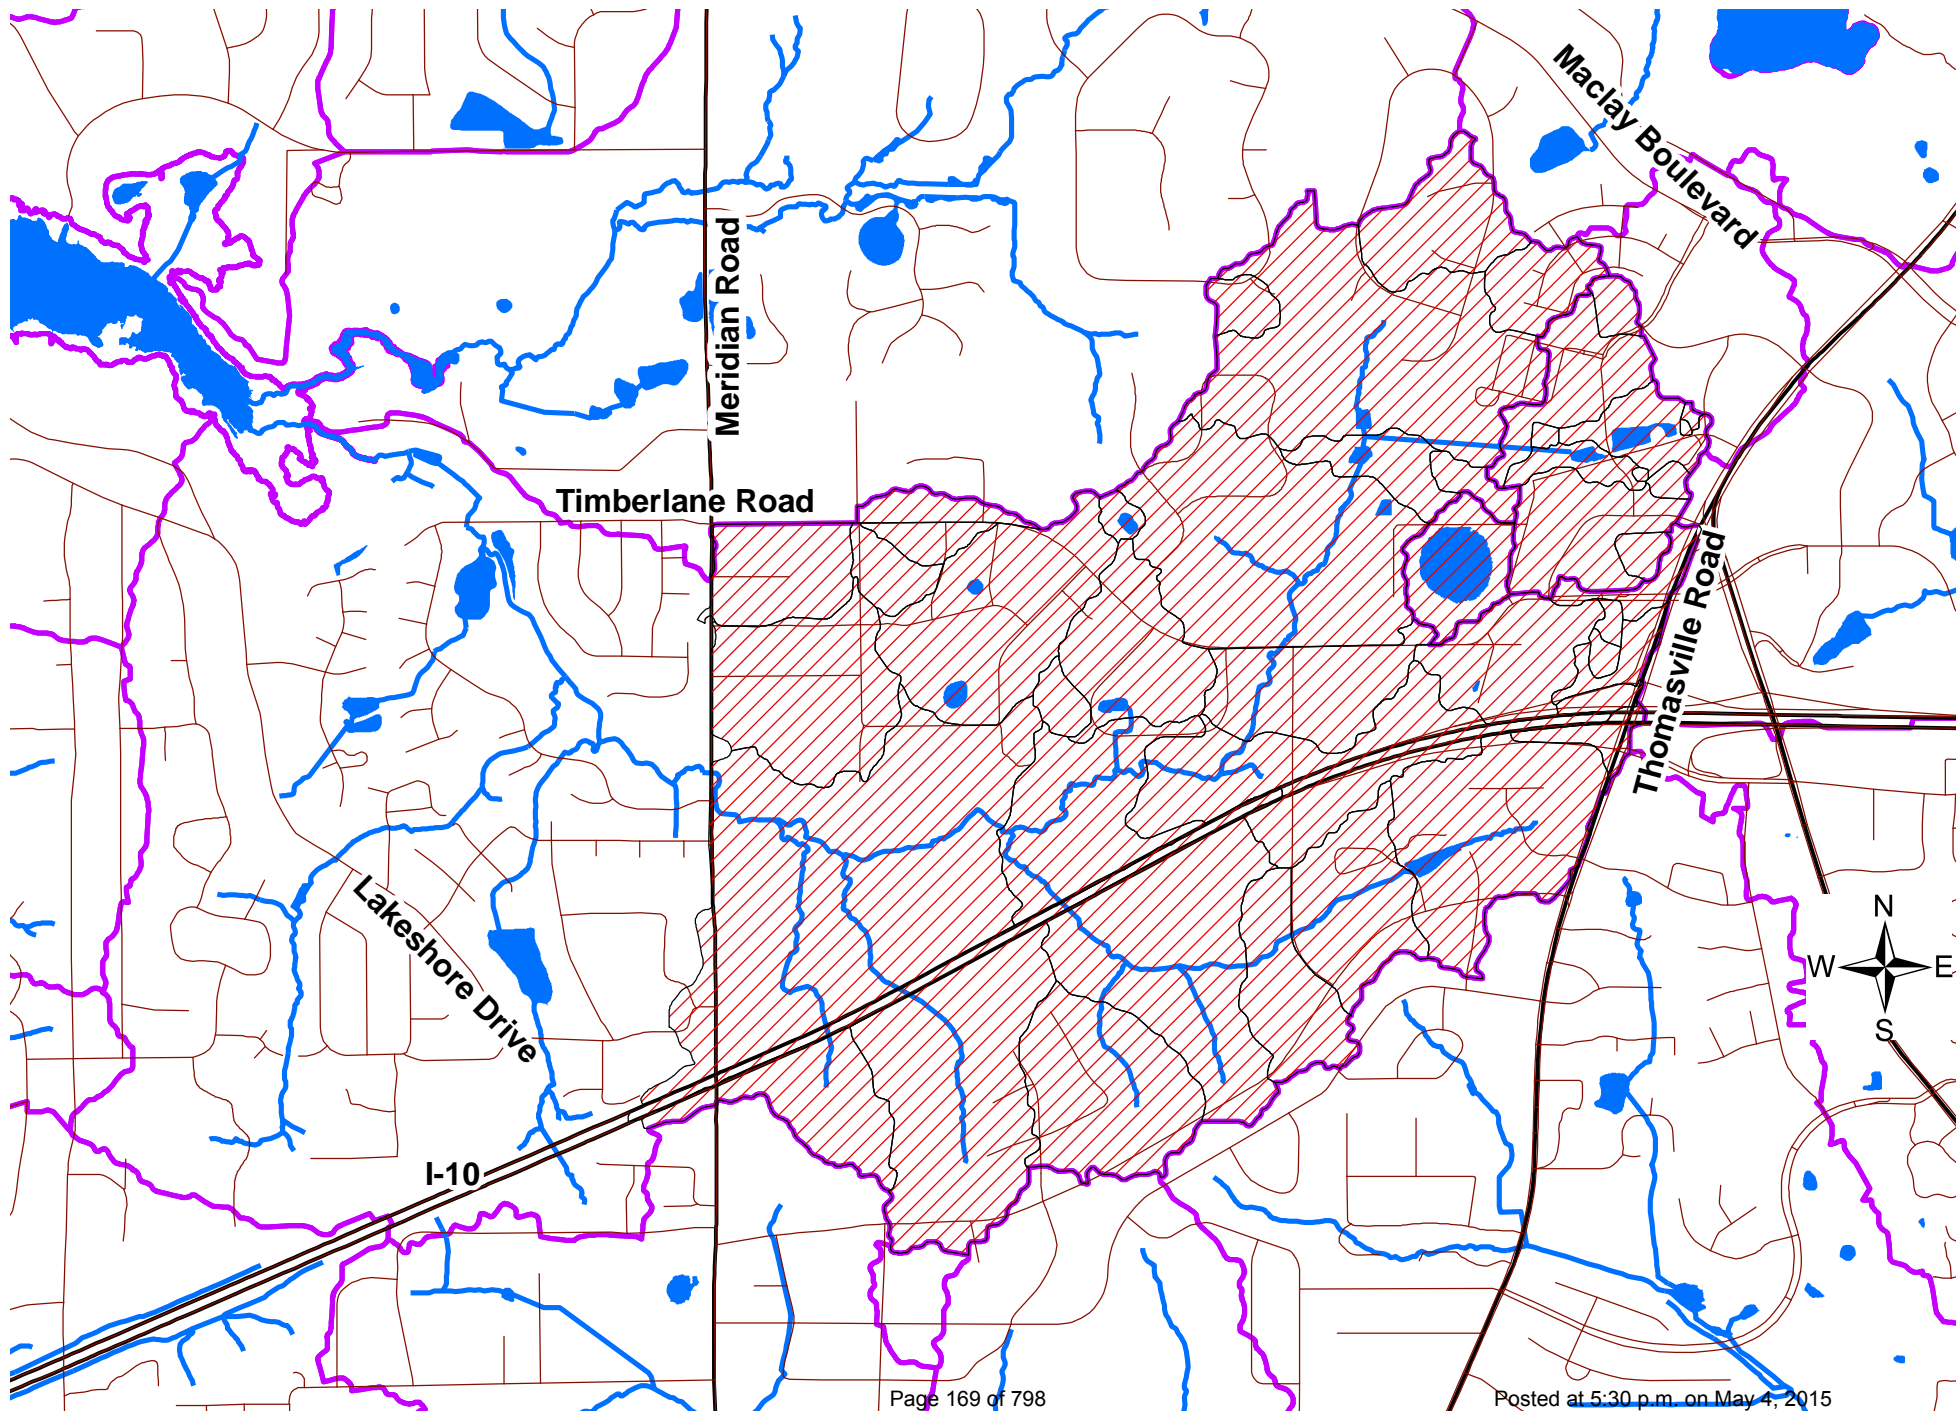 Maclay Boulevard
Meridian Road
Timberlane Road
Thomasville Road
Lakeshore Drive
N
W E
S
I-10
Page 169 of 798
Posted at 5:30 p.m. on May 4, 2015